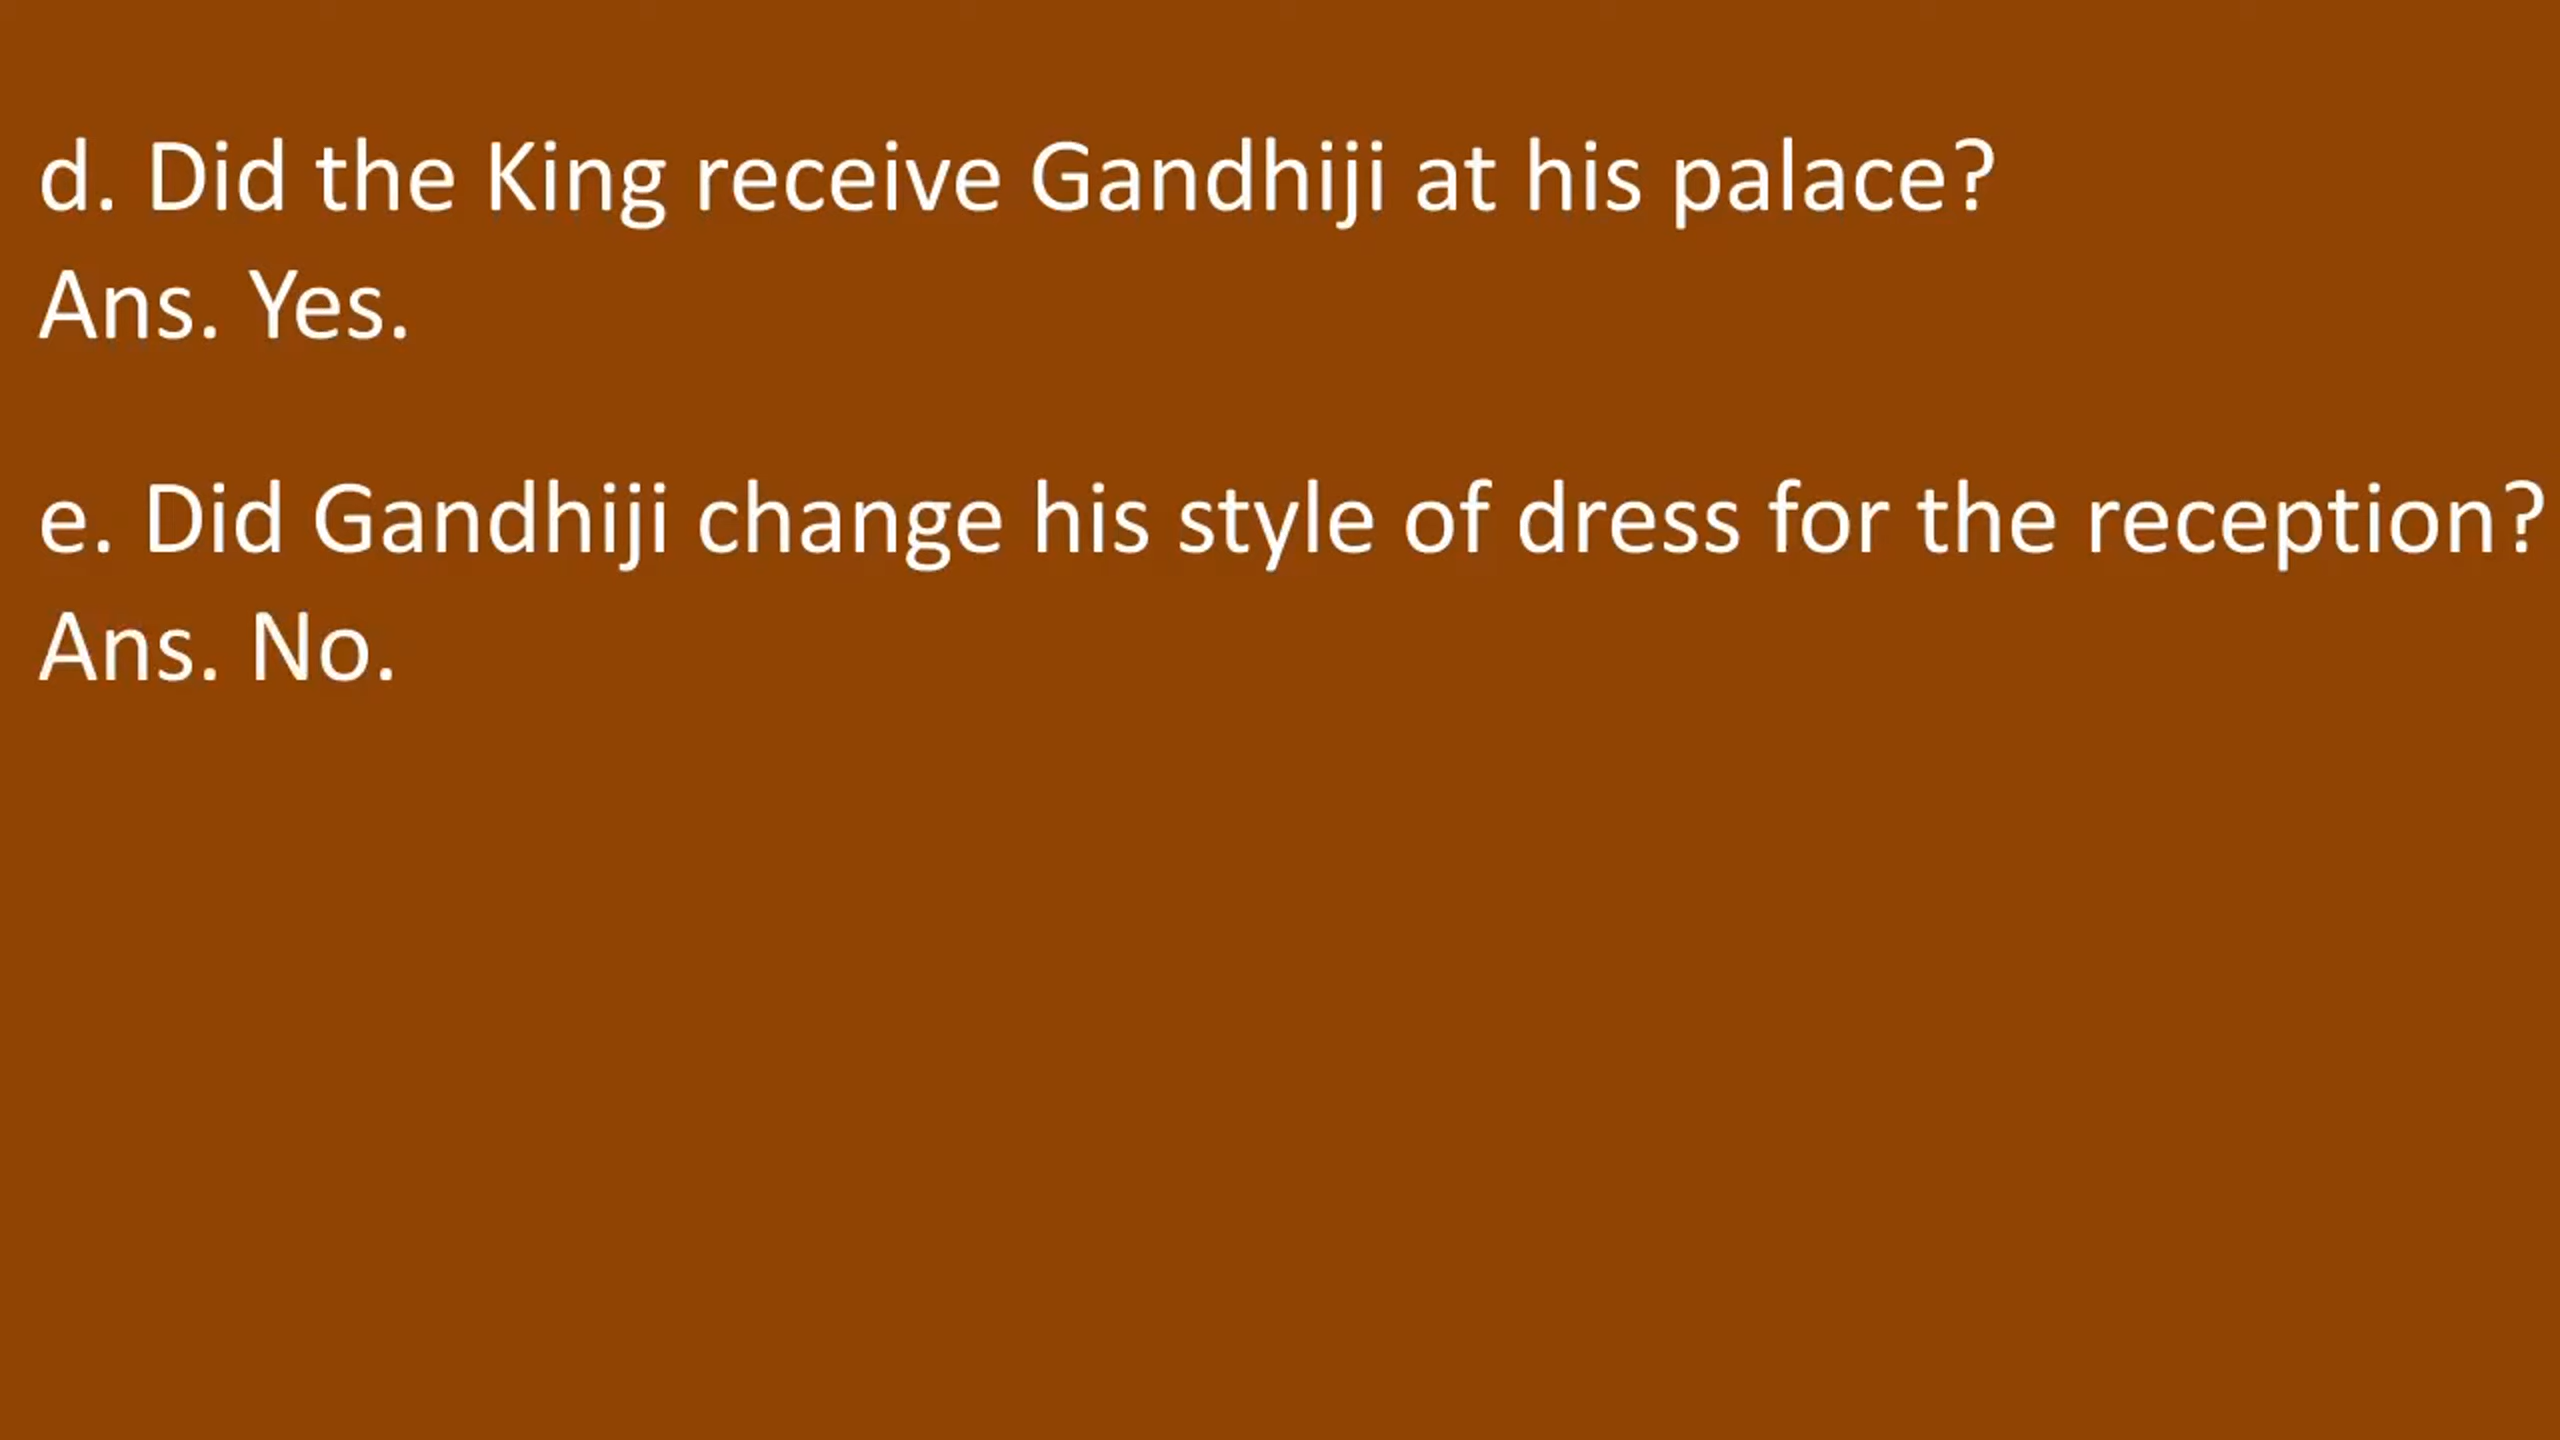 d. Did the King receive Gandhiji at his palace?
Ans. Yes.
e. Did Gandhiji change his style of dress for the reception?
Ans. No.